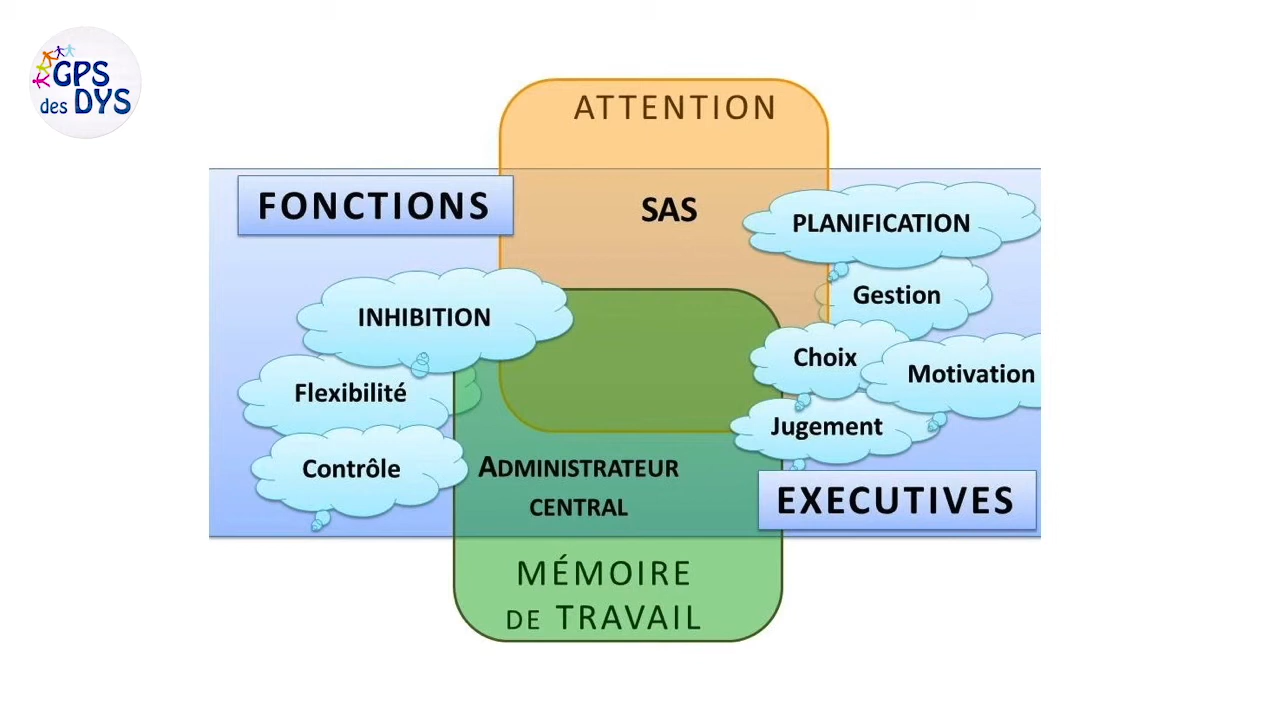 GPS
des DYS
ATTENTION
FONCTIONS
SAS
PLANIFICATION
Gestion
INHIBITION
Choix
Motivation
Flexibilité
Jugement
Contrôle
ADMINISTRATEUR
CENTRAL
EXECUTIVES
MÉMOIRE
DE TRAVAIL